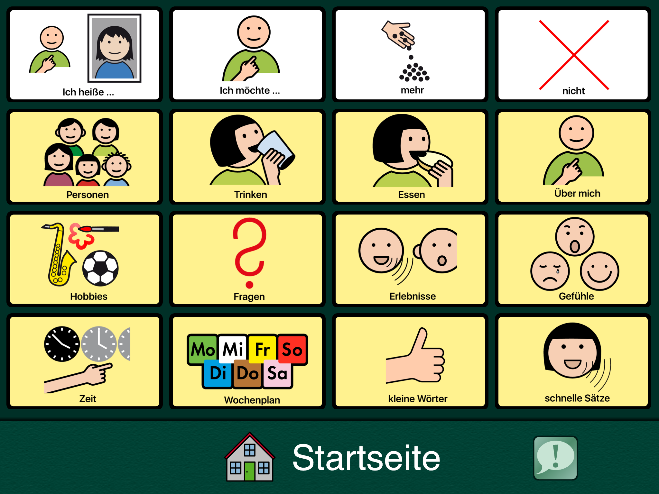 Ich heiße ...
Ich möchte ...
mehr
nicht
Personen
Trinken
Essen
Über mich
Hobbies
?
Fragen
Erlebnisse
Gefühle
Zeit
Mo Mi Fr So
Di Do Sa
Wochenplan
kleine Wörter
schnelle Sätze
Startseite
!